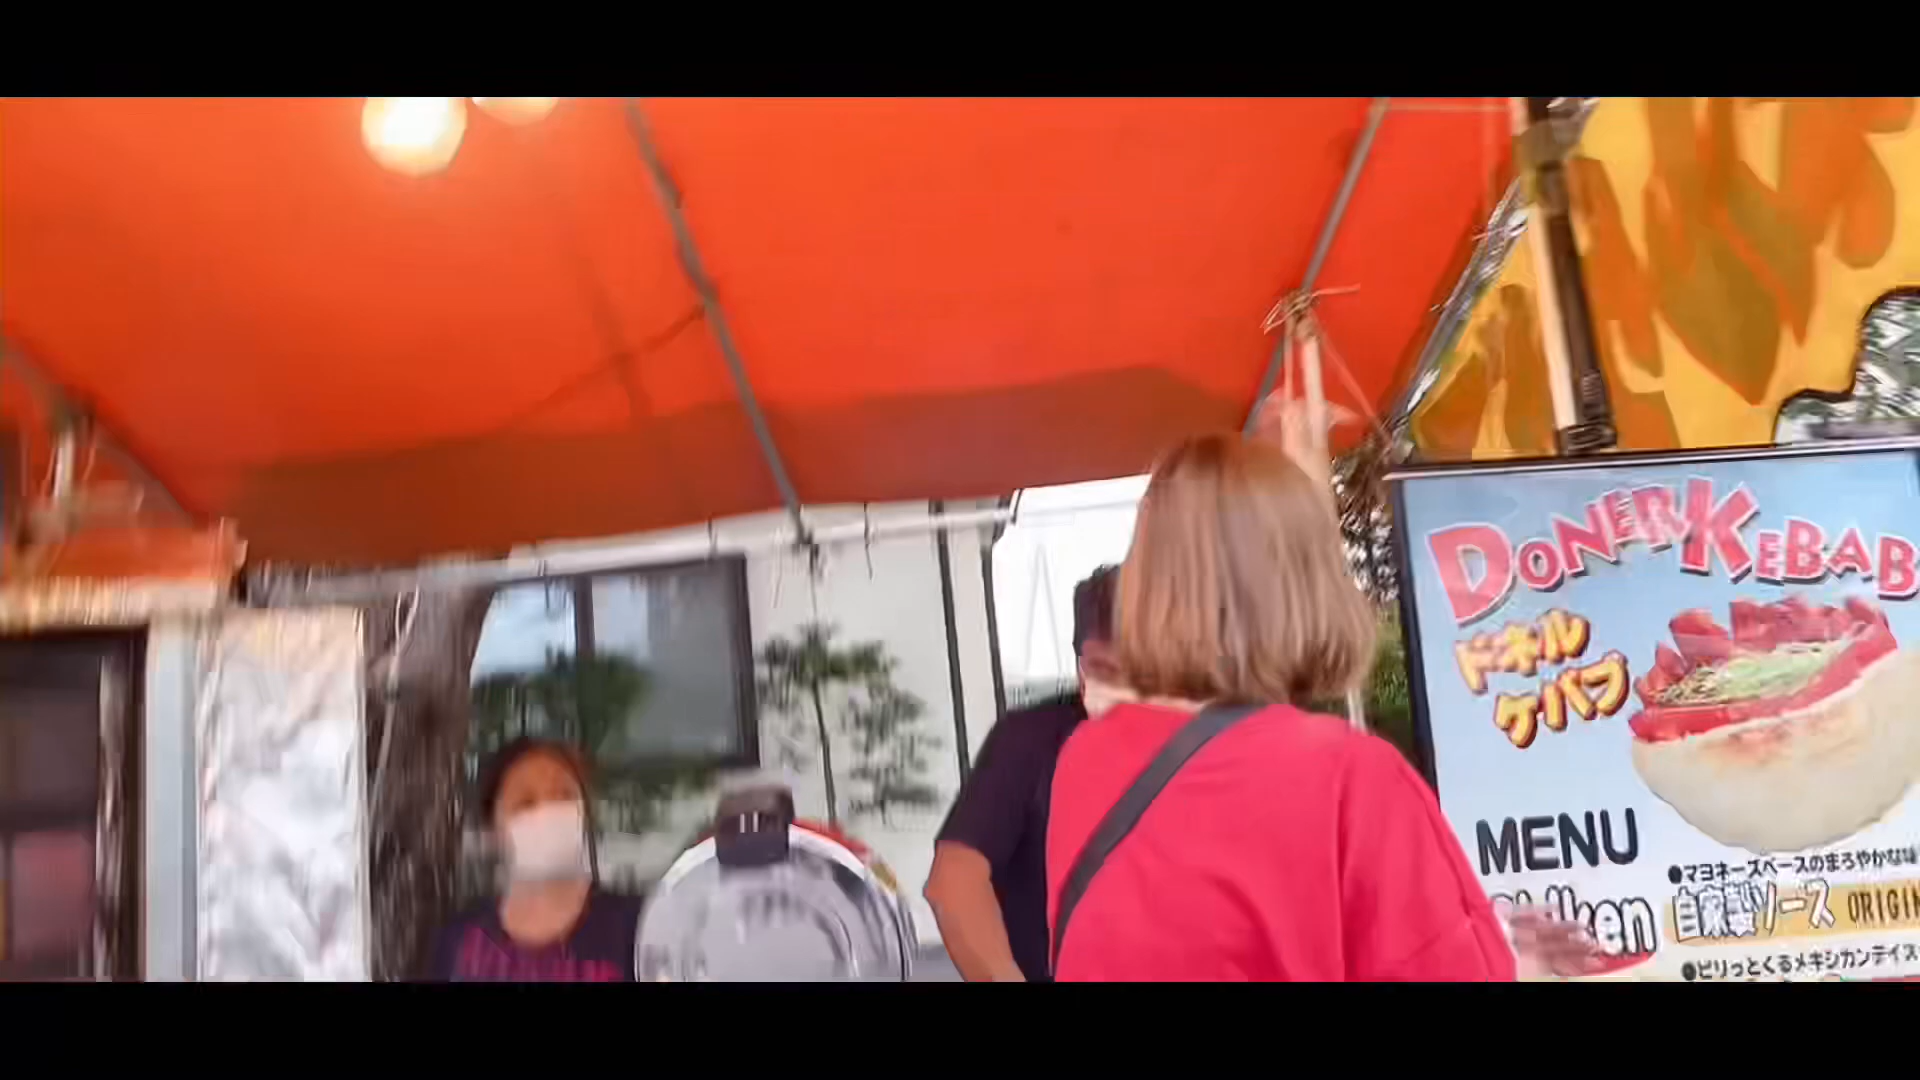 DONER KEBAB
ドネル
ケバブ
MENU
●マヨネーズベースのまろやかな
自家製ソース ORIGIN
●ピリっとくるメキシカンテイス